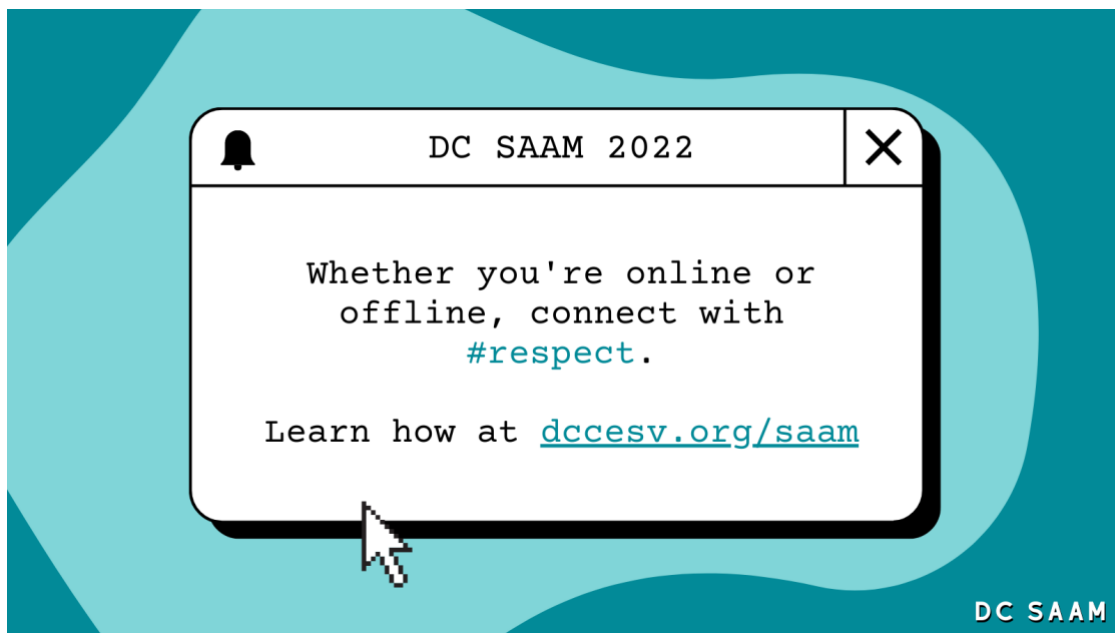 DC SAAM 2022
Whether you're online or
offline, connect with
#respect.
Learn how at dccesv.org/saam
DC SAAM